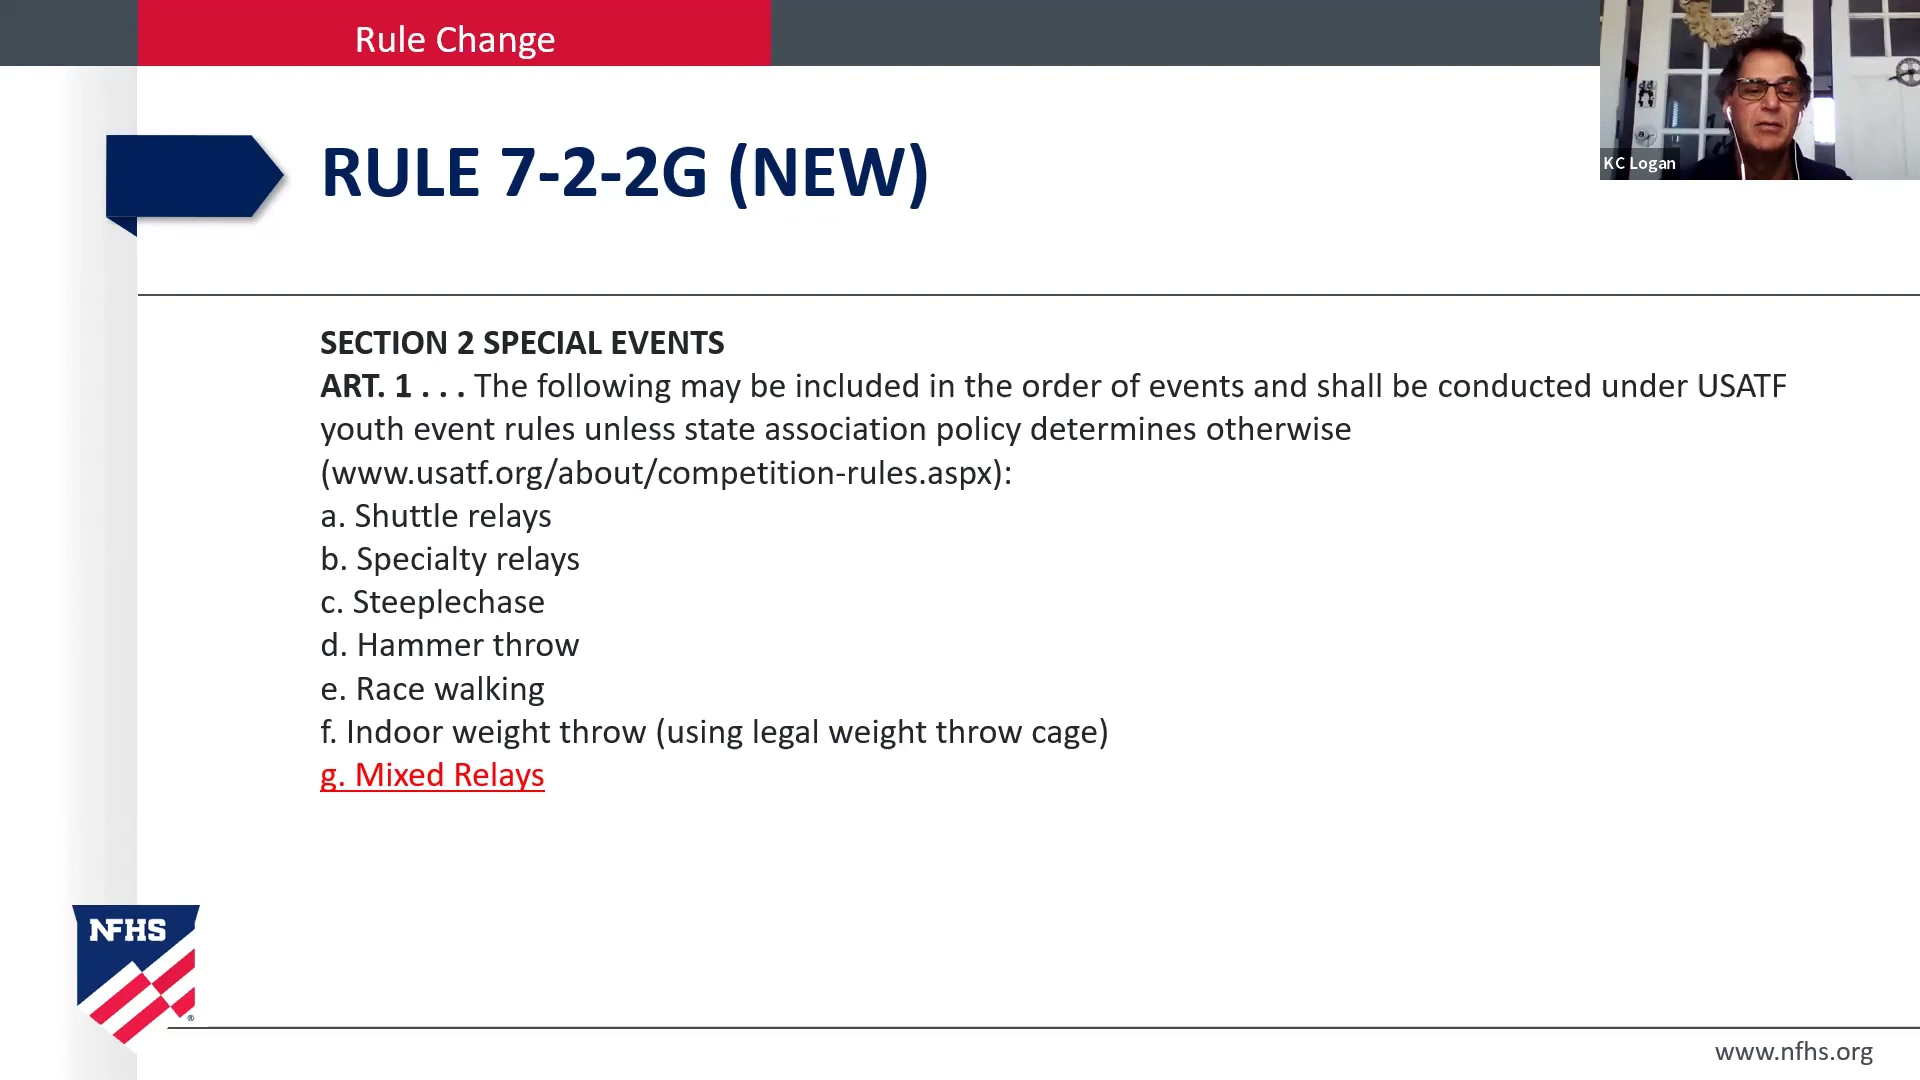 Rule Change
KC Logan
RULE 7-2-2G (NEW)
SECTION 2 SPECIAL EVENTS
ART. 1 . . . The following may be included in the order of events and shall be conducted under USATF
youth event rules unless state association policy determines otherwise
(www.usatf.org/about/competition-rules.aspx):
a. Shuttle relays
b. Specialty relays
c. Steeplechase
d. Hammer throw
e. Race walking
f. Indoor weight throw (using legal weight throw cage)
g. Mixed Relays
NFHS
®
www.nfhs.org